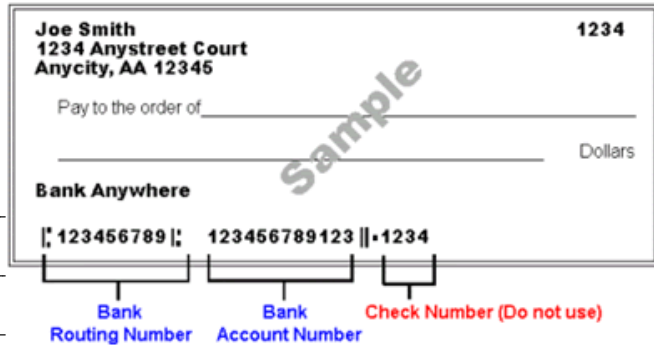 Joe Smith 1234
1234 Anystreet Court
Anycity, AA 12345
Pay to the order of
Sample
Dollars
Bank Anywhere
⑆123456789⑆ 123456789123⑈1234
Bank Bank Check Number (Do not use)
Routing Number Account Number